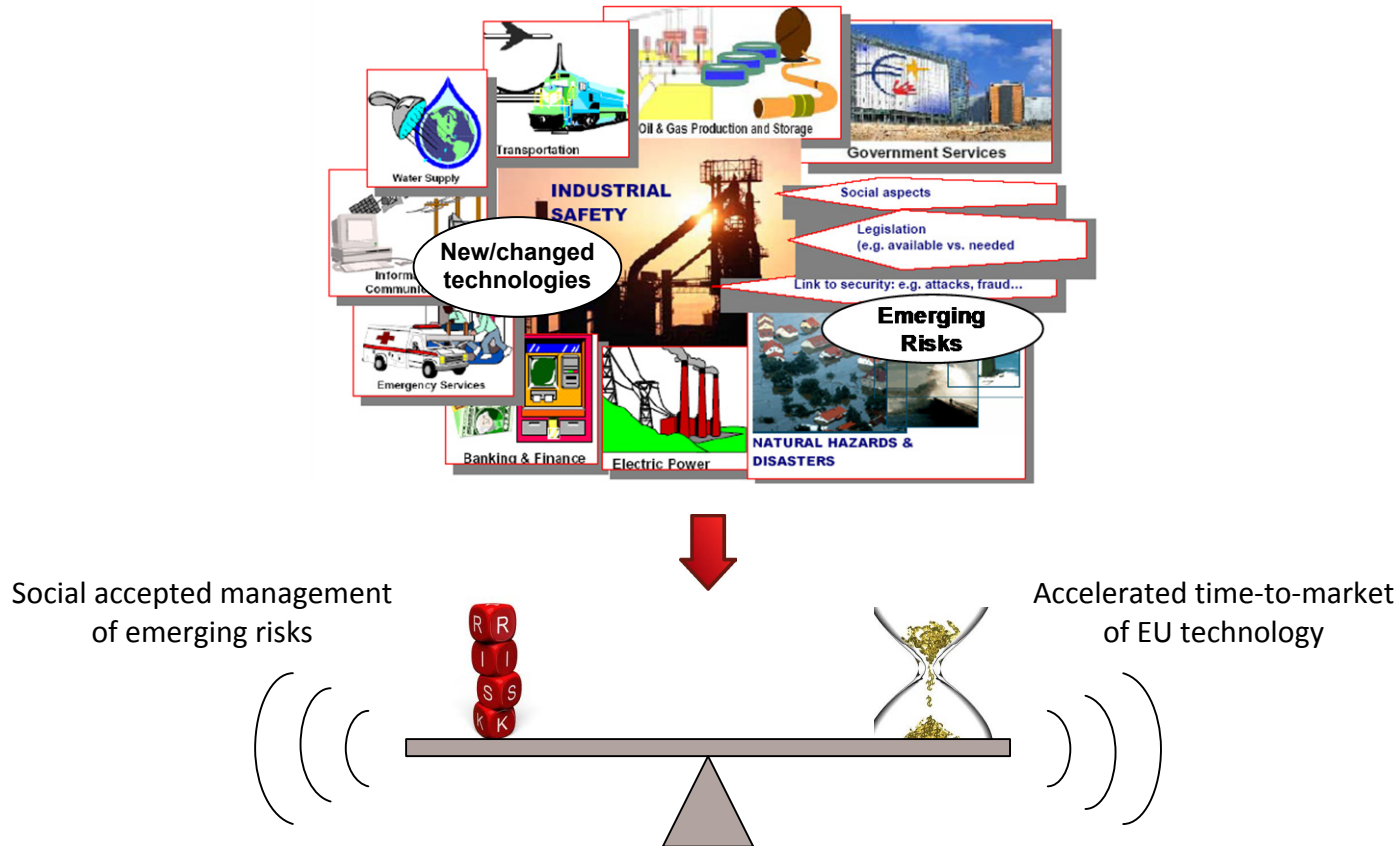 Oil & Gas Production and Storage
Transportation
Government Services
Water Supply
INDUSTRIAL
SAFETY
Social aspects
Legislation
(e.g. available vs. needed
New/changed
technologies
Inform
Communic
Link to security: e.g. attacks, fraud...
Emerging
Risks
Emergency Services
Banking & Finance
Electric Power
NATURAL HAZARDS &
DISASTERS
Social accepted management
of emerging risks
Accelerated time-to-market
of EU technology
R R
I I
S S
K K